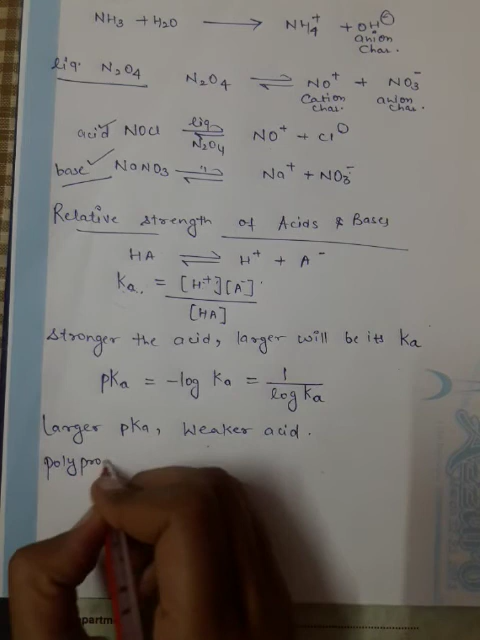 NH₃ + H₂O ⟶ NH₄⁺ + OH⊖
anion
char.
liq. N₂O₄ N₂O₄ ⇌ NO⁺ + NO₃⁻
Cation anion
char. char.
acid ✓ NOCl ⇌ NO⁺ + Cl⊖
liq
N₂O₄
base ✓ NaNO₃ ⇌ Na⁺ + NO₃⁻
"
Relative strength of Acids & Bases
HA ⇌ H⁺ + A⁻
Ka. = [H⁺][A⁻]
[HA]
Stronger the acid, larger will be its Ka
pKa = -log Ka = 1
log Ka
Larger pKa, weaker acid.
polypro
epartm